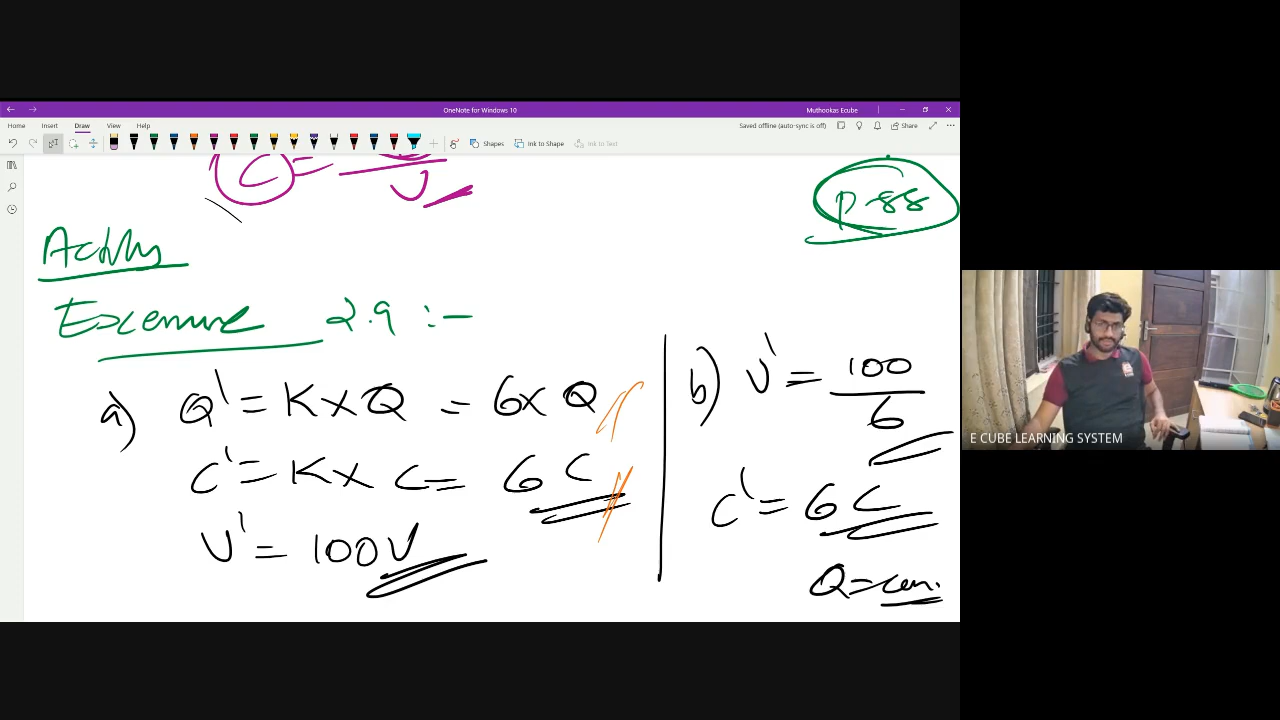 OneNote for Windows 10
Muthookas Ecube
Home Insert Draw View Help
Saved offline (auto-sync is off) Share
Shapes Ink to Shape Ink to Text
C =
V
P-88
Exercise 2.9 :-
a) Q' = K X Q = 6 X Q
C' = K X C = 6 C
V' = 100V
b) V' = 100
6
C' = 6 C
Q = con.
E CUBE LEARNING SYSTEM